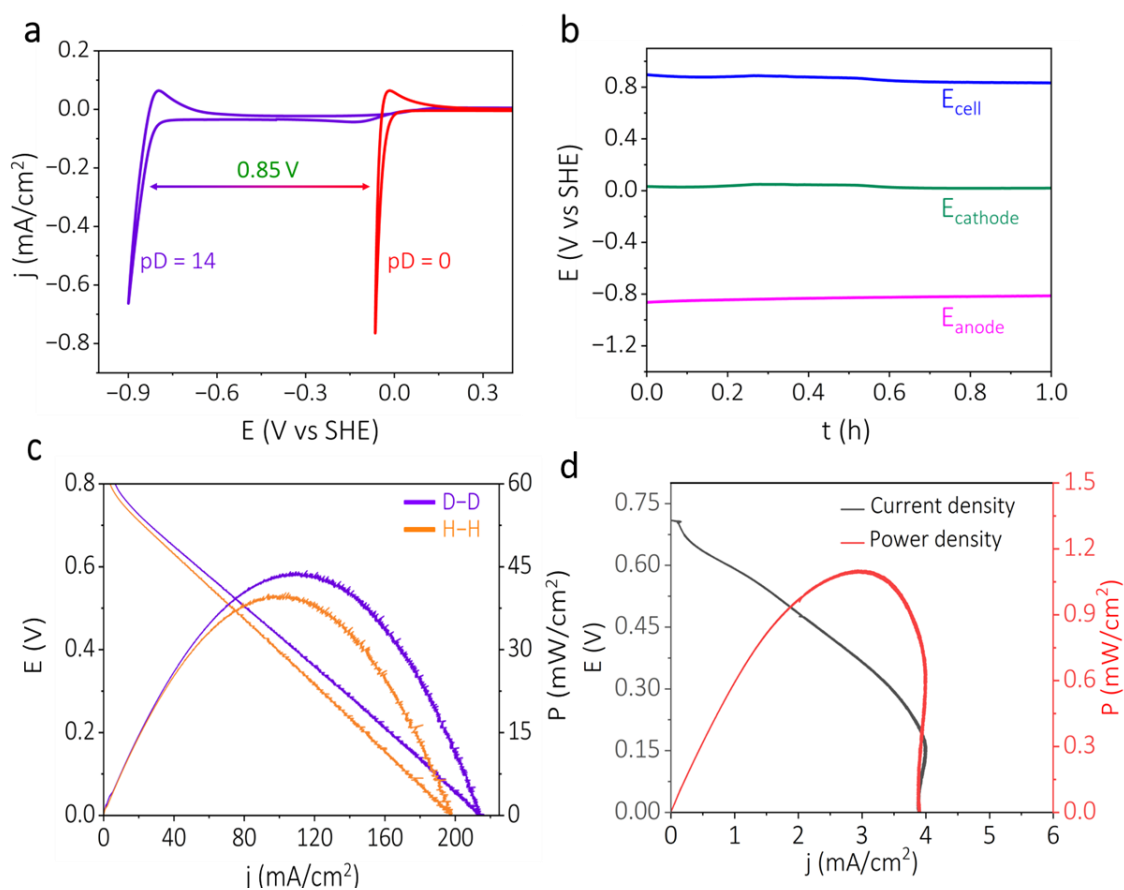 a
0.2
0.0
−0.2
−0.4
−0.6
−0.8
j (mA/cm²)
0.85 V
pD = 14
pD = 0
−0.9
−0.6
−0.3
0.0
0.3
E (V vs SHE)
b
0.8
0.4
0.0
−0.4
−0.8
−1.2
E (V vs SHE)
E_cell
E_cathode
E_anode
0.0
0.2
0.4
0.6
0.8
1.0
t (h)
c
0.8
0.6
0.4
0.2
0.0
E (V)
D−D
H−H
60
45
30
15
0
P (mW/cm²)
0
40
80
120
160
200
j (mA/cm²)
d
0.75
0.60
0.45
0.30
0.15
0.00
E (V)
Current density
Power density
1.5
1.2
0.9
0.6
0.3
0.0
P (mW/cm²)
0
1
2
3
4
5
6
j (mA/cm²)